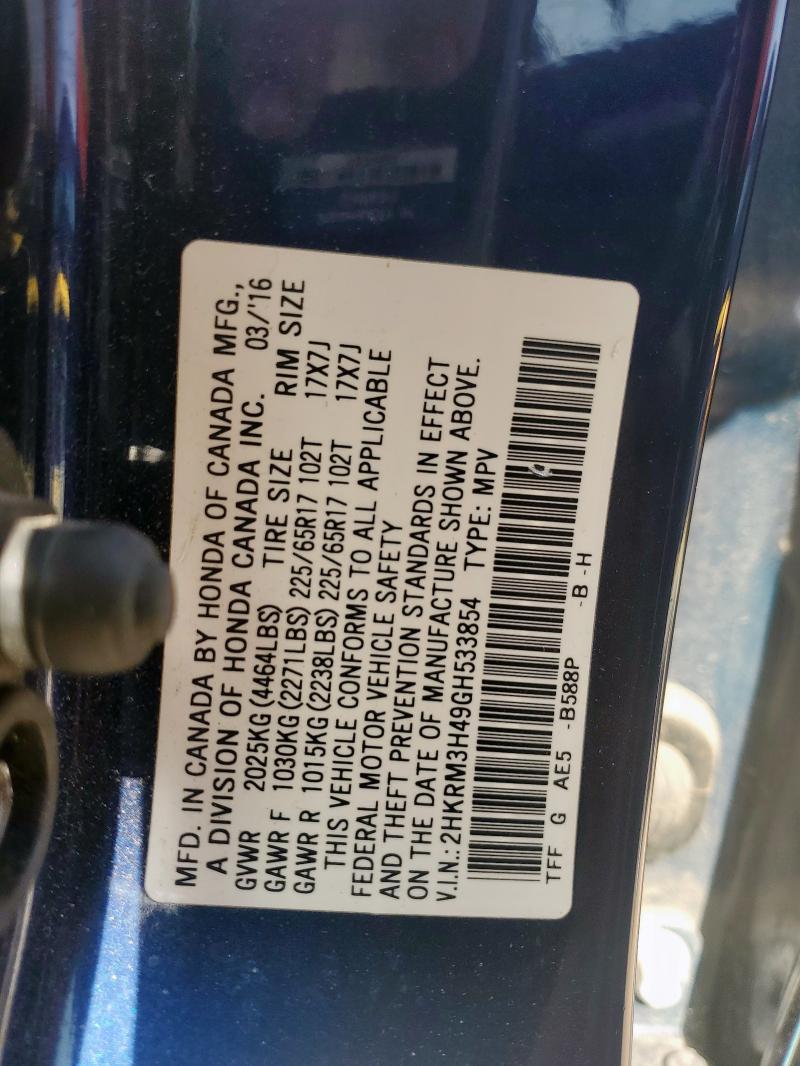 MFD. IN CANADA BY HONDA OF CANADA MFG.,
A DIVISION OF HONDA CANADA INC. 03/'16
GVWR 2025KG(4464LBS) TIRE SIZE RIM SIZE
GAWR F 1030KG(2271LBS) 225/65R17 102T 17X7J
GAWR R 1015KG(2238LBS) 225/65R17 102T 17X7J
THIS VEHICLE CONFORMS TO ALL APPLICABLE
FEDERAL MOTOR VEHICLE SAFETY
AND THEFT PREVENTION STANDARDS IN EFFECT
ON THE DATE OF MANUFACTURE SHOWN ABOVE.
V.I.N.: 2HKRM3H49GH533854 TYPE: MPV
TFF G AE5 -B588P -B -H